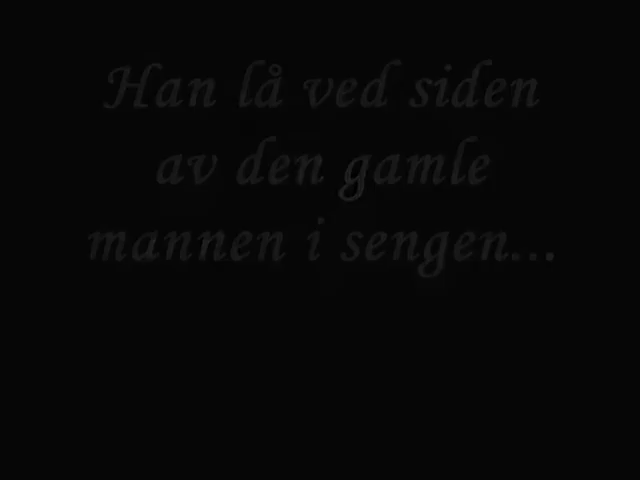 Han lå ved siden
av den gamle
mannen i sengen...